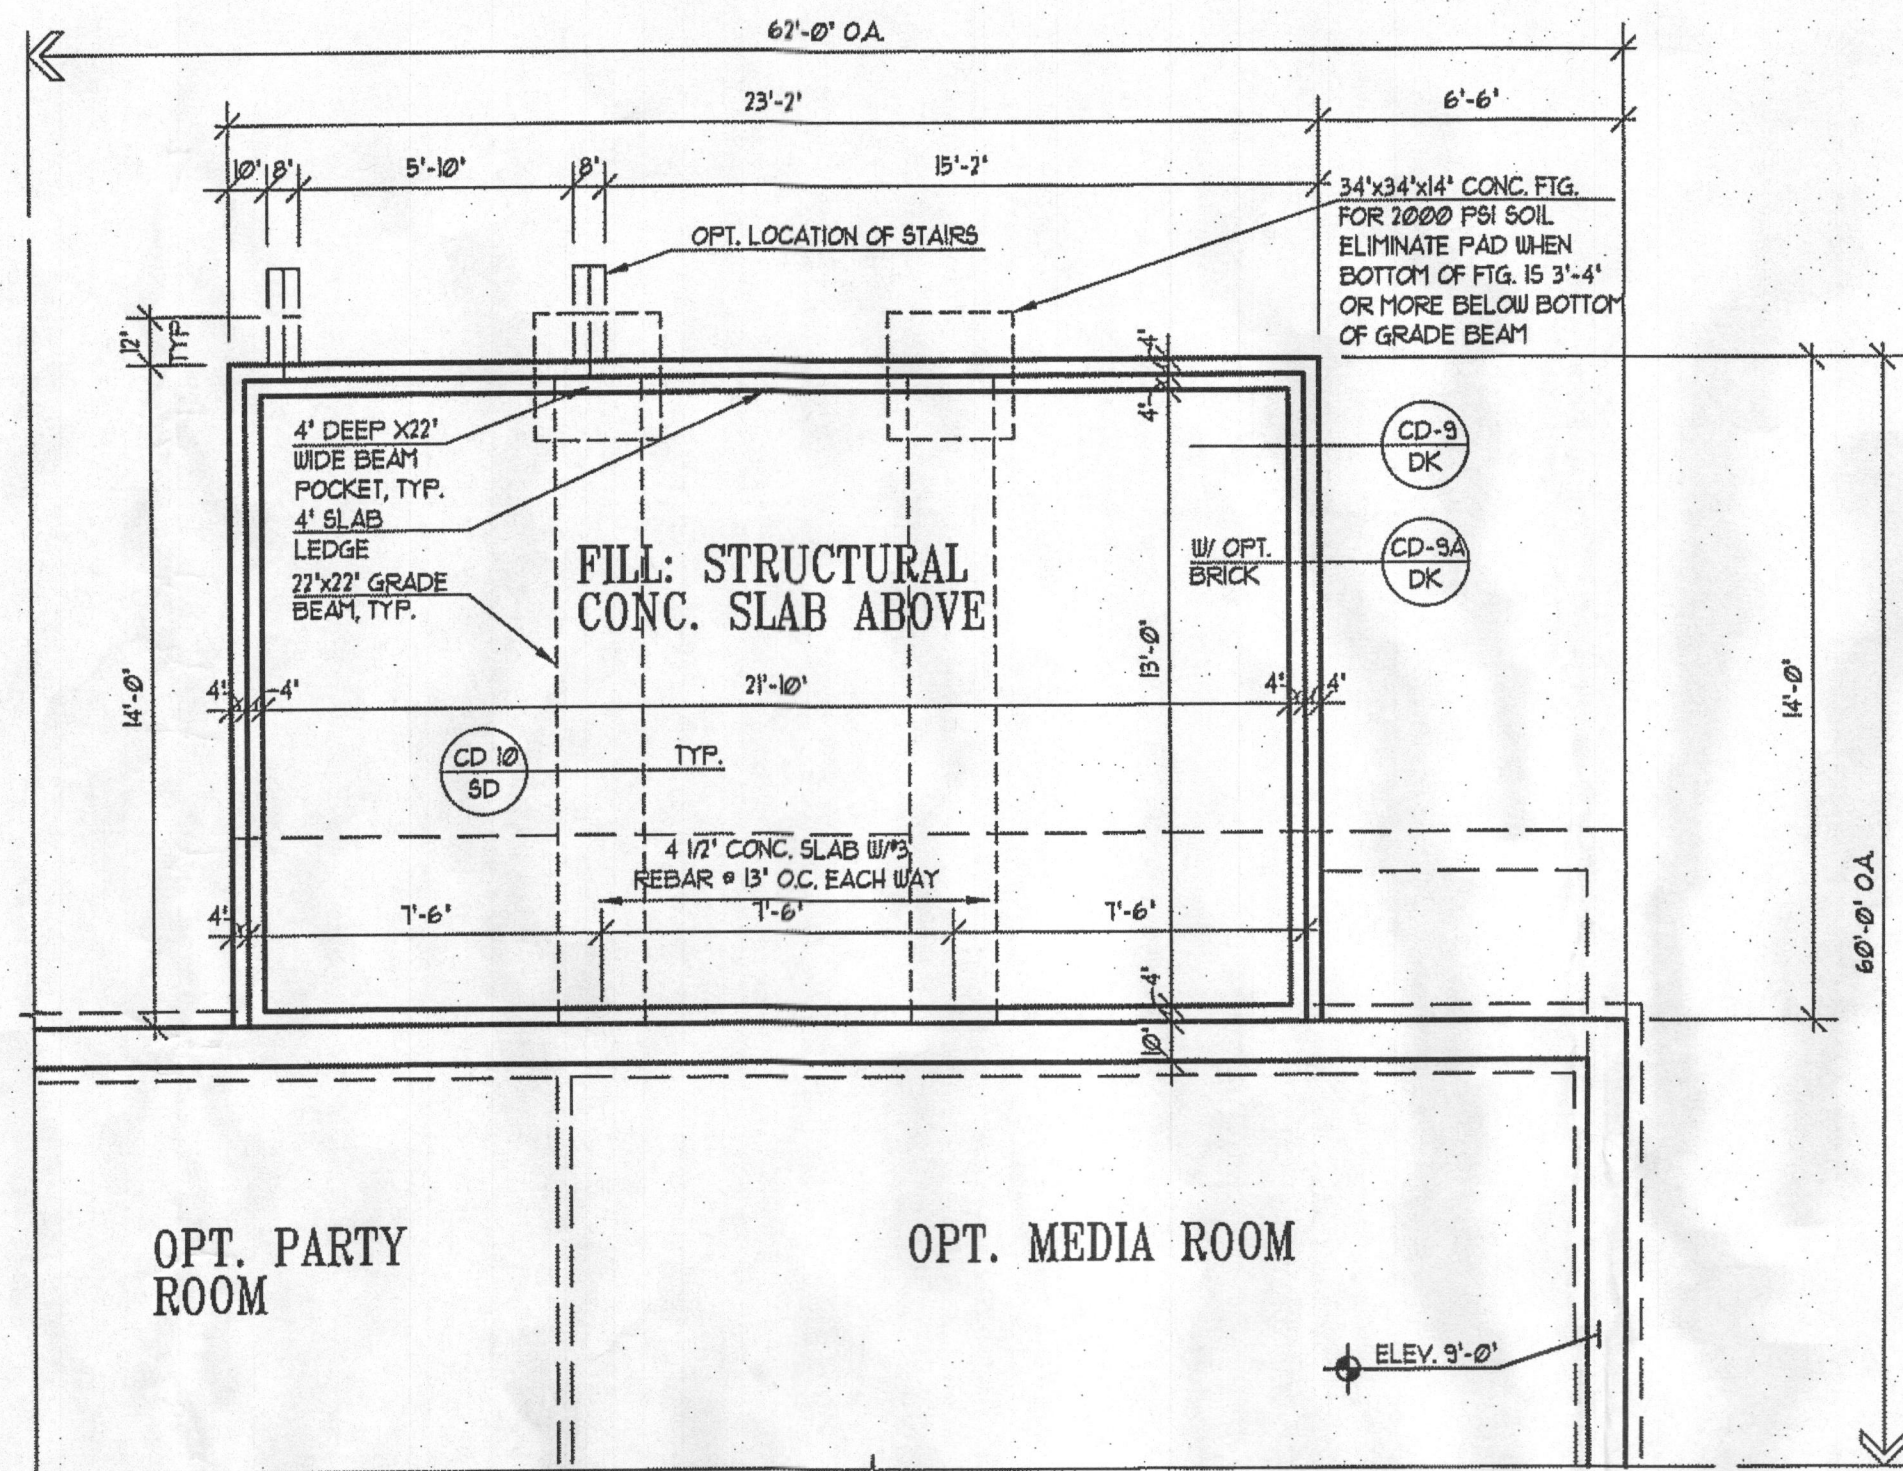 62'-0" O.A.
23'-2"
6'-6"
10" 8" 5'-10" 8" 15'-2"
34"x34"x14" CONC. FTG.
FOR 2000 PSI SOIL
ELIMINATE PAD WHEN
BOTTOM OF FTG. IS 3'-4"
OR MORE BELOW BOTTOM
OF GRADE BEAM
OPT. LOCATION OF STAIRS
12"
TYP
4"
4"
4" DEEP X22"
WIDE BEAM
POCKET, TYP.
4" SLAB
LEDGE
22"x22" GRADE
BEAM, TYP.
FILL: STRUCTURAL
CONC. SLAB ABOVE
CD-9
DK
W/ OPT.
BRICK
CD-9A
DK
14'-0"
13'-0"
14'-0"
4" 4" 21'-10" 4" 4"
CD 10
SD
TYP.
4 1/2" CONC. SLAB W/#3
REBAR @ 13" O.C. EACH WAY
4" 7'-6" 7'-6" 7'-6"
60'-0" O.A.
4"
10"
OPT. PARTY
ROOM
OPT. MEDIA ROOM
ELEV. 9'-0"